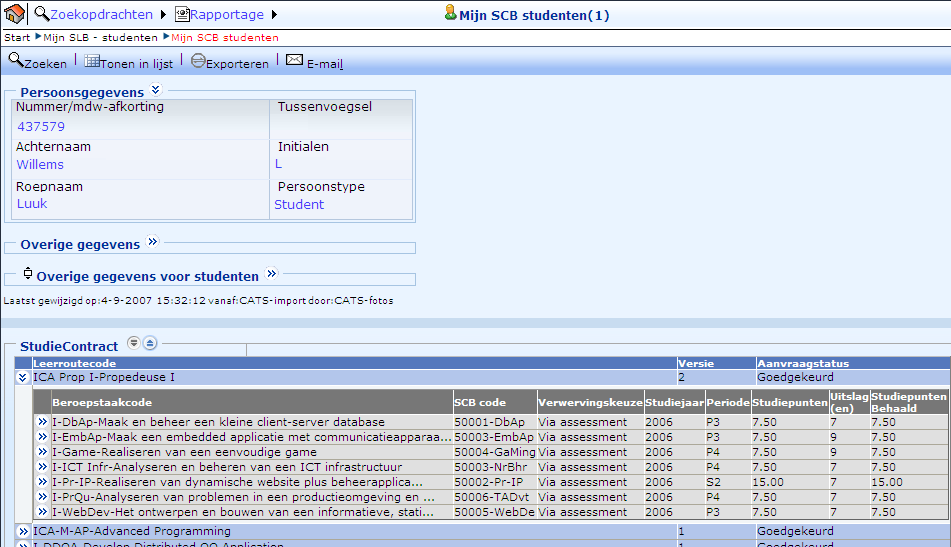 Zoekopdrachten Rapportage Mijn SCB studenten(1)
Start Mijn SLB - studenten Mijn SCB studenten
Zoeken Tonen in lijst Exporteren E-mail
Persoonsgegevens
Nummer/mdw-afkorting Tussenvoegsel
437579
Achternaam Initialen
Willems L
Roepnaam Persoonstype
Luuk Student
Overige gegevens
Overige gegevens voor studenten
Laatst gewijzigd op:4-9-2007 15:32:12 vanaf:CATS-import door:CATS-fotos
StudieContract
Leerroutecode Versie Aanvraagstatus
ICA Prop I-Propedeuse I 2 Goedgekeurd
Beroepstaakcode SCB code Verwervingskeuze Studiejaar Periode Studiepunten Uitslag (en) Studiepunten Behaald
I-DbAp-Maak en beheer een kleine client-server database 50001-DbAp Via assessment 2006 P3 7.50 7 7.50
I-EmbAp-Maak een embedded applicatie met communicatieapparaa... 50003-EmbAp Via assessment 2006 P3 7.50 9 7.50
I-Game-Realiseren van een eenvoudige game 50004-GaMing Via assessment 2006 P4 7.50 9 7.50
I-ICT Infr-Analyseren en beheren van een ICT infrastructuur 50003-NrBhr Via assessment 2006 P4 7.50 7 7.50
I-Pr-IP-Realiseren van dynamische website plus beheerapplica... 50002-Pr-IP Via assessment 2006 S2 15.00 7 15.00
I-PrQu-Analyseren van problemen in een productieomgeving en ... 50006-TADvt Via assessment 2006 P4 7.50 7 7.50
I-WebDev-Het ontwerpen en bouwen van een informatieve, stati... 50005-WebDe Via assessment 2006 P3 7.50 7 7.50
ICA-M-AP-Advanced Programming 1 Goedgekeurd
I-DDOA-Develop Distributed OO Application 1 Goedgekeurd